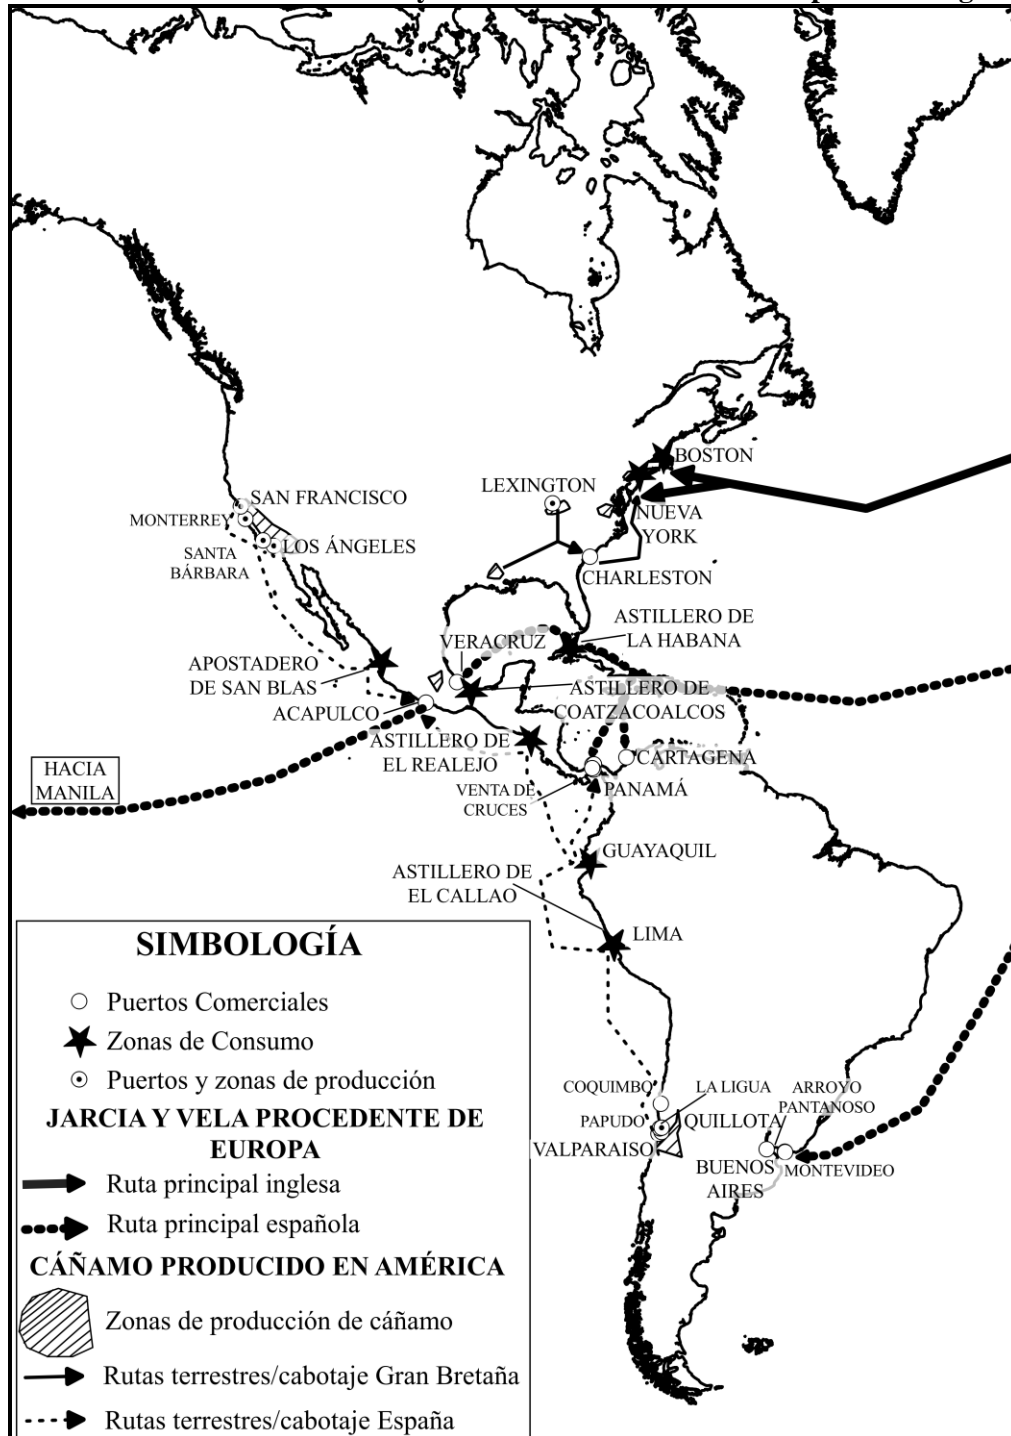 BOSTON
LEXINGTON
SAN FRANCISCO
NUEVA
YORK
MONTERREY
LOS ÁNGELES
SANTA
BÁRBARA
CHARLESTON
ASTILLERO DE
LA HABANA
VERACRUZ
APOSTADERO
DE SAN BLAS
ASTILLERO DE
COATZACOALCOS
ACAPULCO
ASTILLERO DE
EL REALEJO
CARTAGENA
HACIA
MANILA
VENTA DE
CRUCES
PANAMÁ
GUAYAQUIL
ASTILLERO DE
EL CALLAO
LIMA
COQUIMBO
LA LIGUA
ARROYO
PANTANOSO
PAPUDO
QUILLOTA
VALPARAISO
BUENOS
AIRES
MONTEVIDEO
SIMBOLOGÍA
Puertos Comerciales
Zonas de Consumo
Puertos y zonas de producción
JARCIA Y VELA PROCEDENTE DE
EUROPA
Ruta principal inglesa
Ruta principal española
CÁÑAMO PRODUCIDO EN AMÉRICA
Zonas de producción de cáñamo
Rutas terrestres/cabotaje Gran Bretaña
Rutas terrestres/cabotaje España